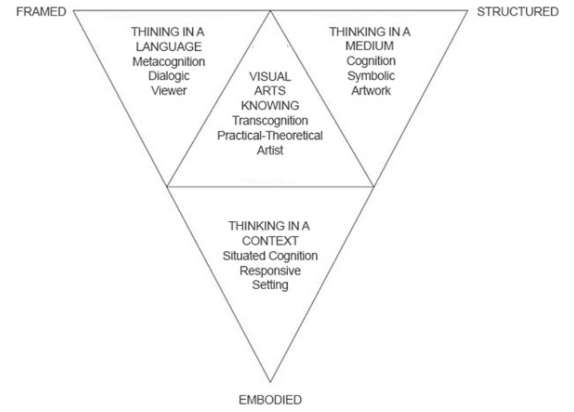 FRAMED
STRUCTURED
THINING IN A
LANGUAGE
Metacognition
Dialogic
Viewer
THINKING IN A
MEDIUM
Cognition
Symbolic
Artwork
VISUAL
ARTS
KNOWING
Transcognition
Practical-Theoretical
Artist
THINKING IN A
CONTEXT
Situated Cognition
Responsive
Setting
EMBODIED